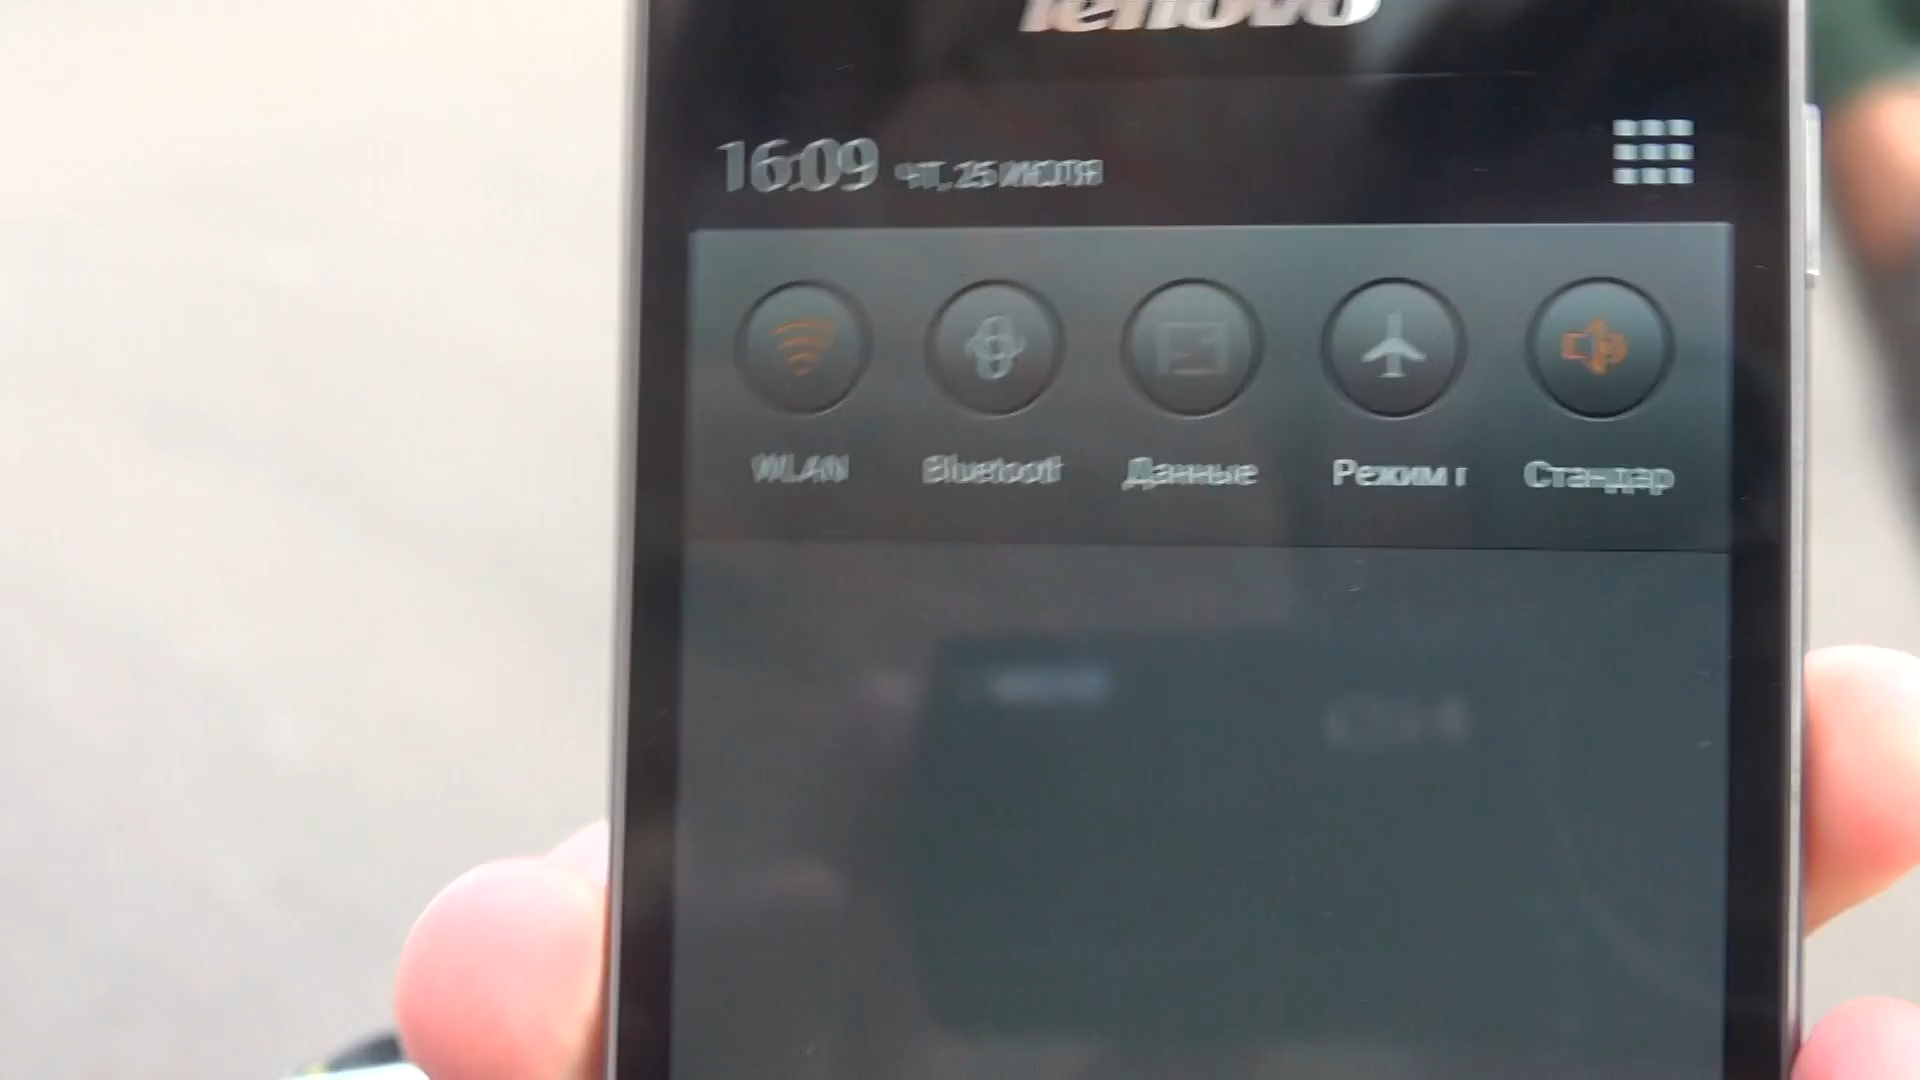 lenovo
16:09 ЧТ, 25 ИЮЛЯ
WLAN Bluetoot Данные Режим Стандар